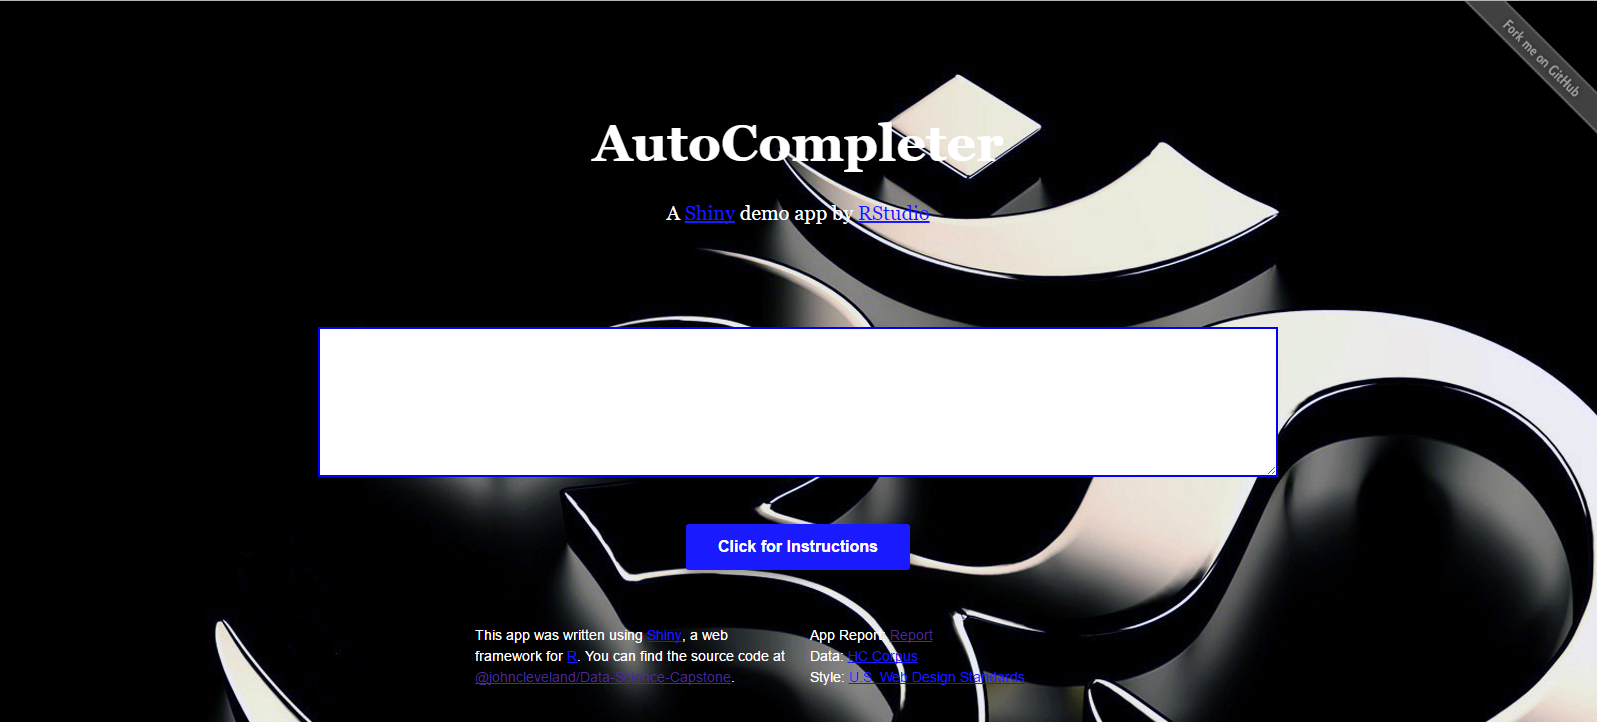 Fork me on GitHub
AutoCompleter
A Shiny demo app by RStudio
Click for Instructions
This app was written using Shiny, a web
framework for R. You can find the source code at
@johncleveland/Data-Science-Capstone.
App Report: Report
Data: HC Corpus
Style: U.S. Web Design Standards